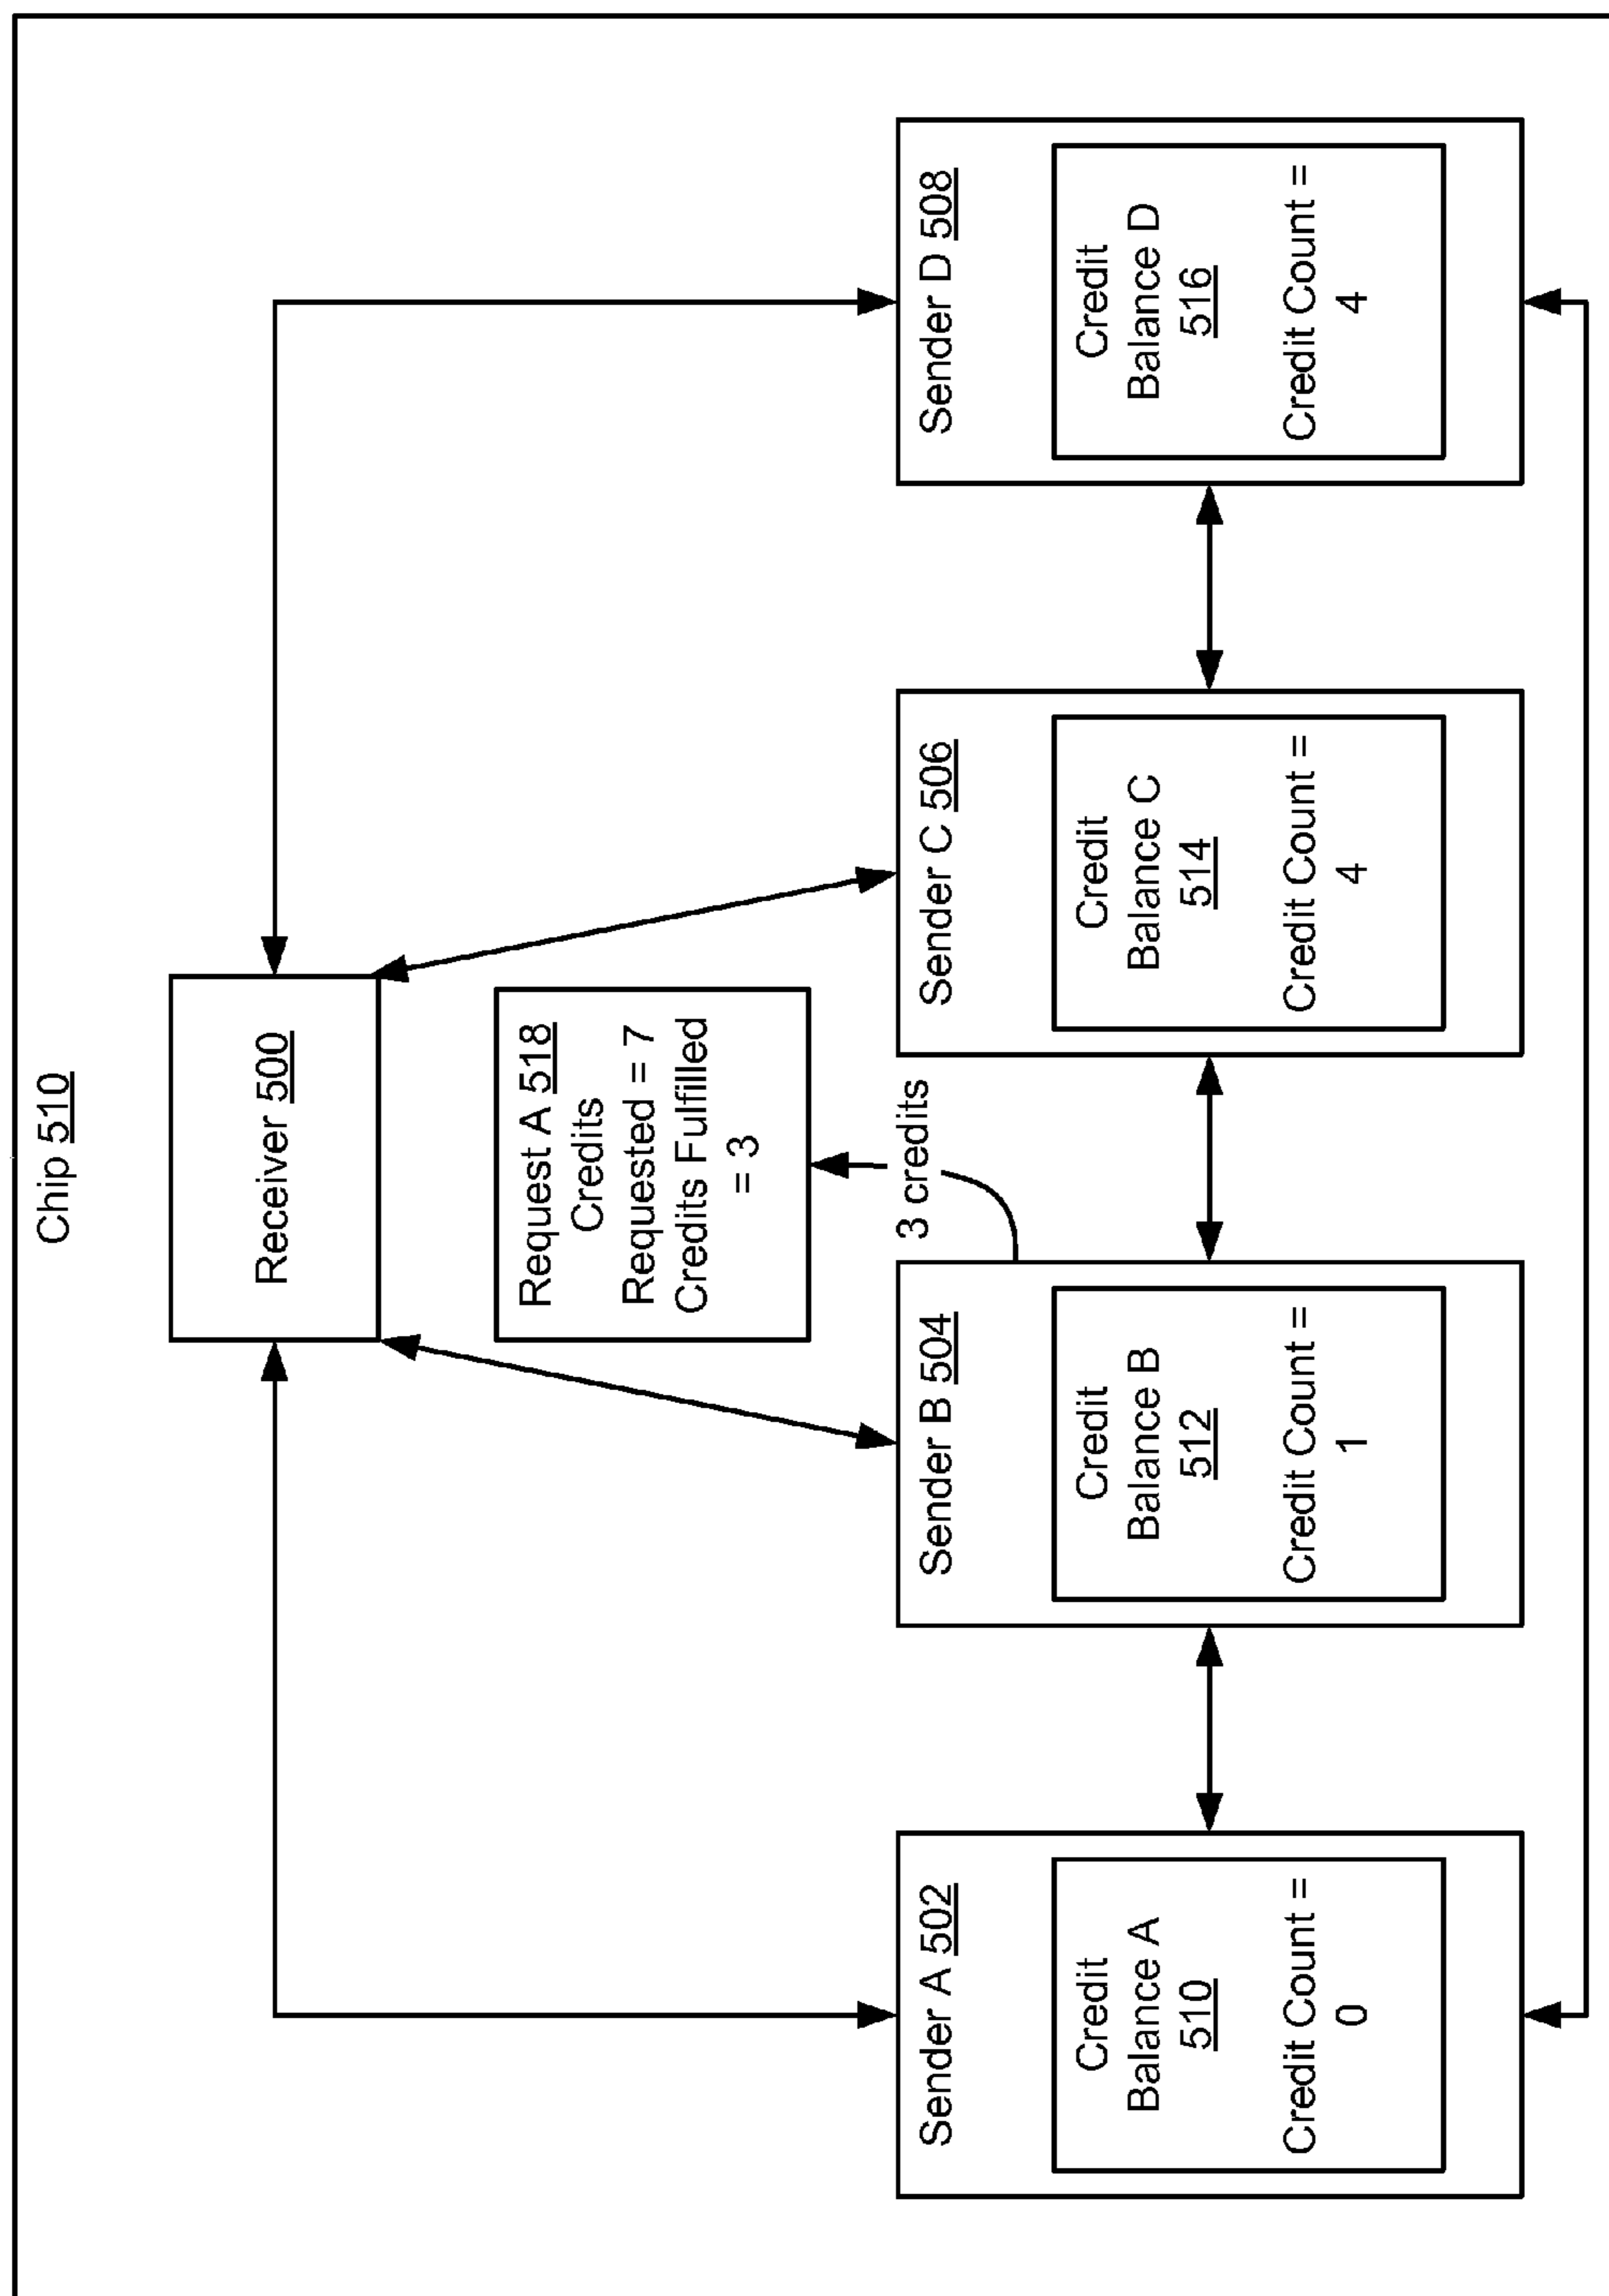 Chip 510
Receiver 500
Request A 518
Credits
Requested = 7
Credits Fulfilled
= 3
3 credits
Sender A 502
Credit
Balance A
510
Credit Count =
0
Sender B 504
Credit
Balance B
512
Credit Count =
1
Sender C 506
Credit
Balance C
514
Credit Count =
4
Sender D 508
Credit
Balance D
516
Credit Count =
4